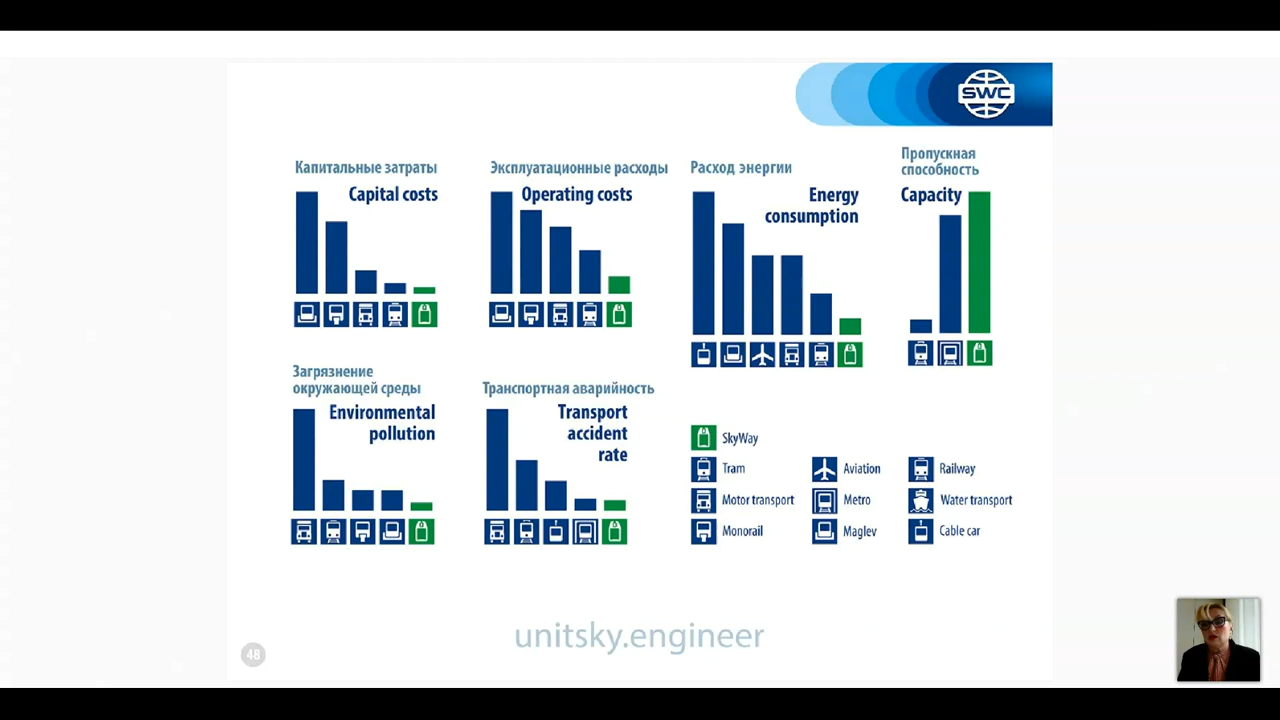 SWC
Капитальные затраты
Capital costs
Эксплуатационные расходы
Operating costs
Расход энергии
Energy
consumption
Пропускная
способность
Capacity
Загрязнение
окружающей среды
Environmental
pollution
Транспортная аварийность
Transport
accident
rate
SkyWay
Tram
Aviation
Railway
Motor transport
Metro
Water transport
Monorail
Maglev
Cable car
unitsky.engineer
48